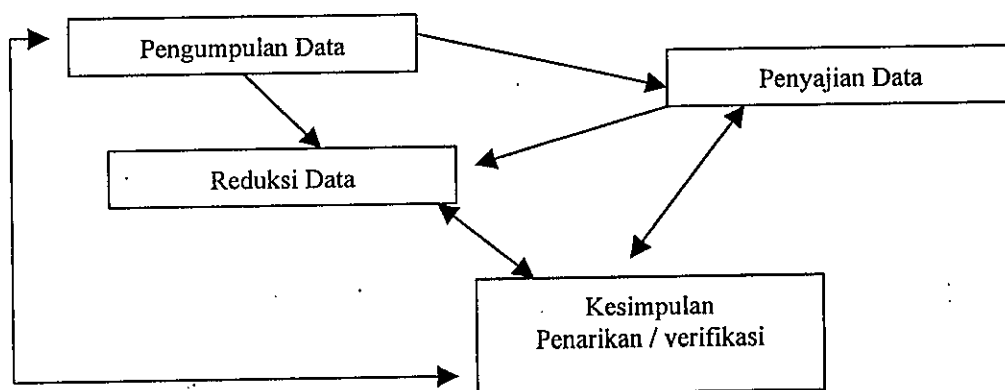 Pengumpulan Data
Penyajian Data
Reduksi Data
Kesimpulan
Penarikan / verifikasi